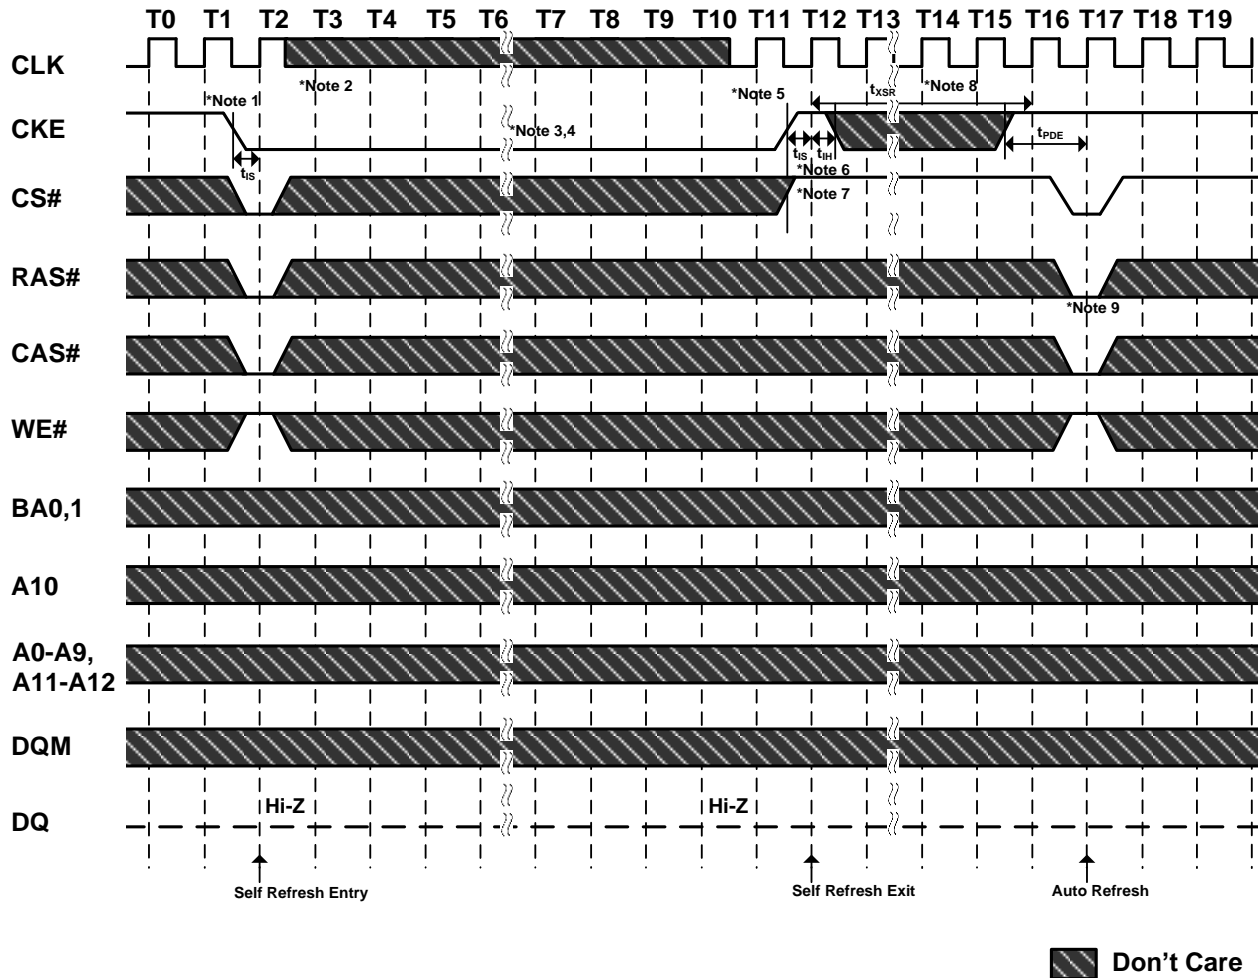 T0 T1 T2 T3 T4 T5 T6 T7 T8 T9 T10 T11 T12 T13 T14 T15 T16 T17 T18 T19
CLK
*Note 2
*Note 5
tXSR
*Note 8
*Note 1
CKE
*Note 3,4
tIS
tIH
tPDE
tIS
*Note 6
CS#
*Note 7
RAS#
*Note 9
CAS#
WE#
BA0,1
A10
A0-A9,
A11-A12
DQM
Hi-Z
Hi-Z
DQ
Self Refresh Entry
Self Refresh Exit
Auto Refresh
Don't Care